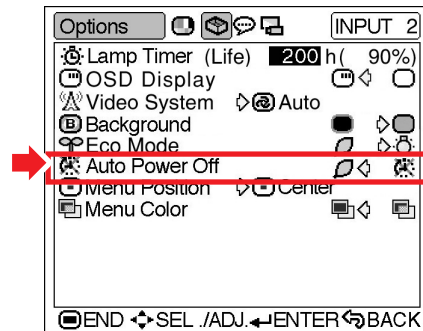 Options INPUT 2
Lamp Timer (Life) 200 h( 90%)
OSD Display
Video System Auto
B Background
Eco Mode
Auto Power Off
Menu Position Center
Menu Color
END SEL ./ADJ. ENTER BACK